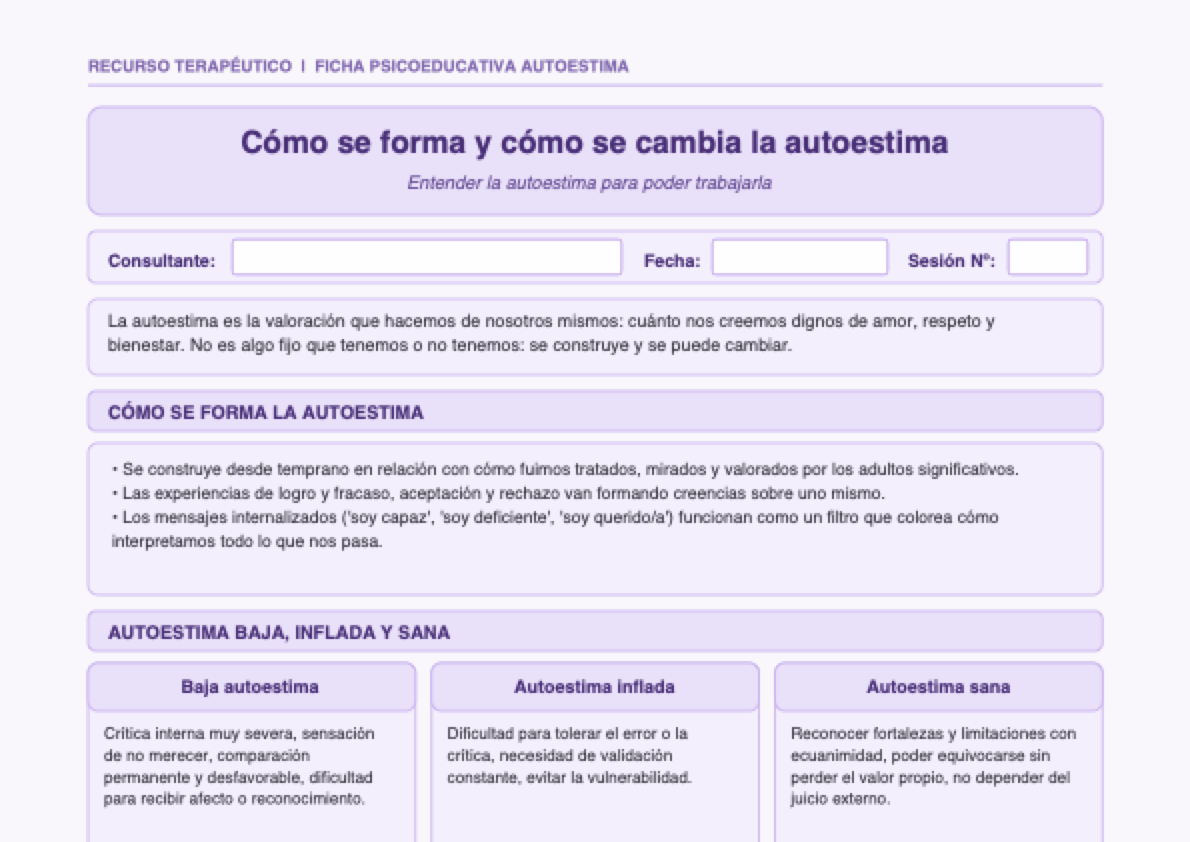 RECURSO TERAPÉUTICO | FICHA PSICOEDUCATIVA AUTOESTIMA
Cómo se forma y cómo se cambia la autoestima
Entender la autoestima para poder trabajarla
Consultante: Fecha: Sesión Nº:
La autoestima es la valoración que hacemos de nosotros mismos: cuánto nos creemos dignos de amor, respeto y
bienestar. No es algo fijo que tenemos o no tenemos: se construye y se puede cambiar.
CÓMO SE FORMA LA AUTOESTIMA
• Se construye desde temprano en relación con cómo fuimos tratados, mirados y valorados por los adultos significativos.
• Las experiencias de logro y fracaso, aceptación y rechazo van formando creencias sobre uno mismo.
• Los mensajes internalizados ('soy capaz', 'soy deficiente', 'soy querido/a') funcionan como un filtro que colorea cómo
interpretamos todo lo que nos pasa.
AUTOESTIMA BAJA, INFLADA Y SANA
Baja autoestima
Crítica interna muy severa, sensación
de no merecer, comparación
permanente y desfavorable, dificultad
para recibir afecto o reconocimiento.
Autoestima inflada
Dificultad para tolerar el error o la
crítica, necesidad de validación
constante, evitar la vulnerabilidad.
Autoestima sana
Reconocer fortalezas y limitaciones con
ecuanimidad, poder equivocarse sin
perder el valor propio, no depender del
juicio externo.